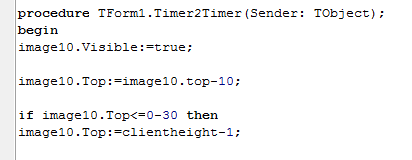 procedure TForm1.Timer2Timer(Sender: TObject);
begin
image10.Visible:=true;
image10.Top:=image10.top-10;
if image10.Top<=0-30 then
image10.Top:=clientheight-1;